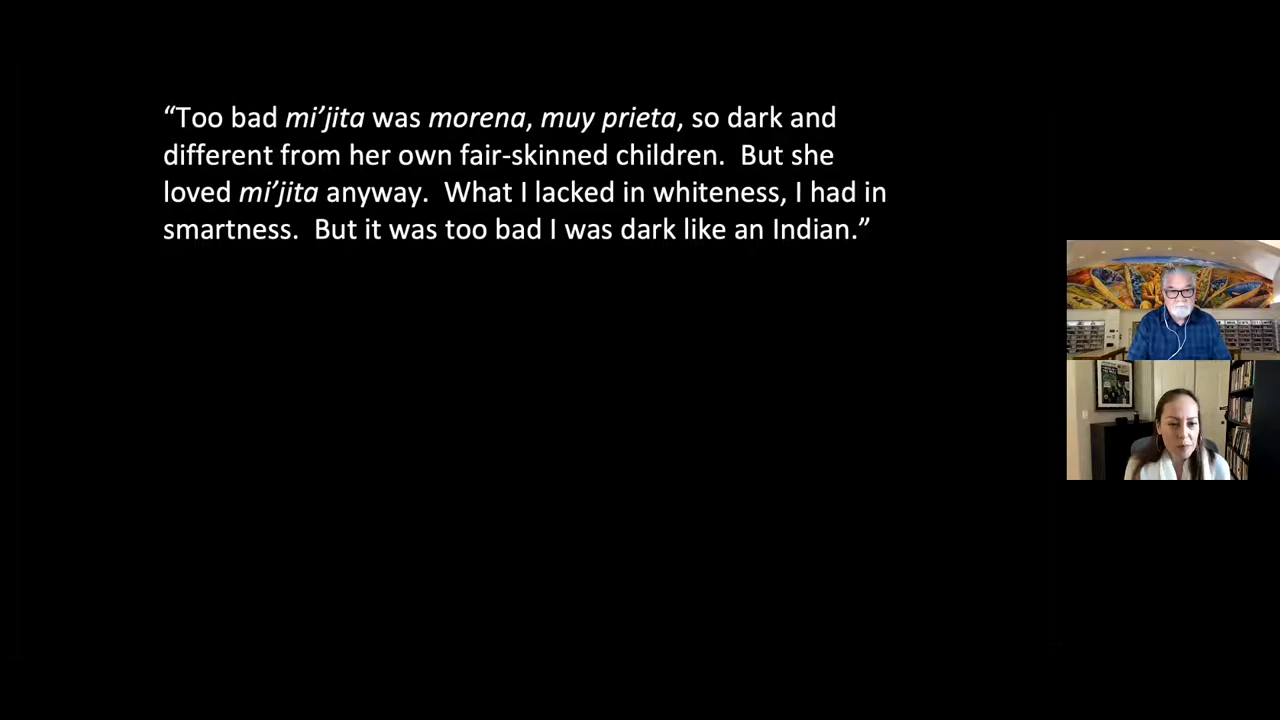 “Too bad mi’jita was morena, muy prieta, so dark and
different from her own fair-skinned children.  But she
loved mi’jita anyway.  What I lacked in whiteness, I had in
smartness.  But it was too bad I was dark like an Indian.”